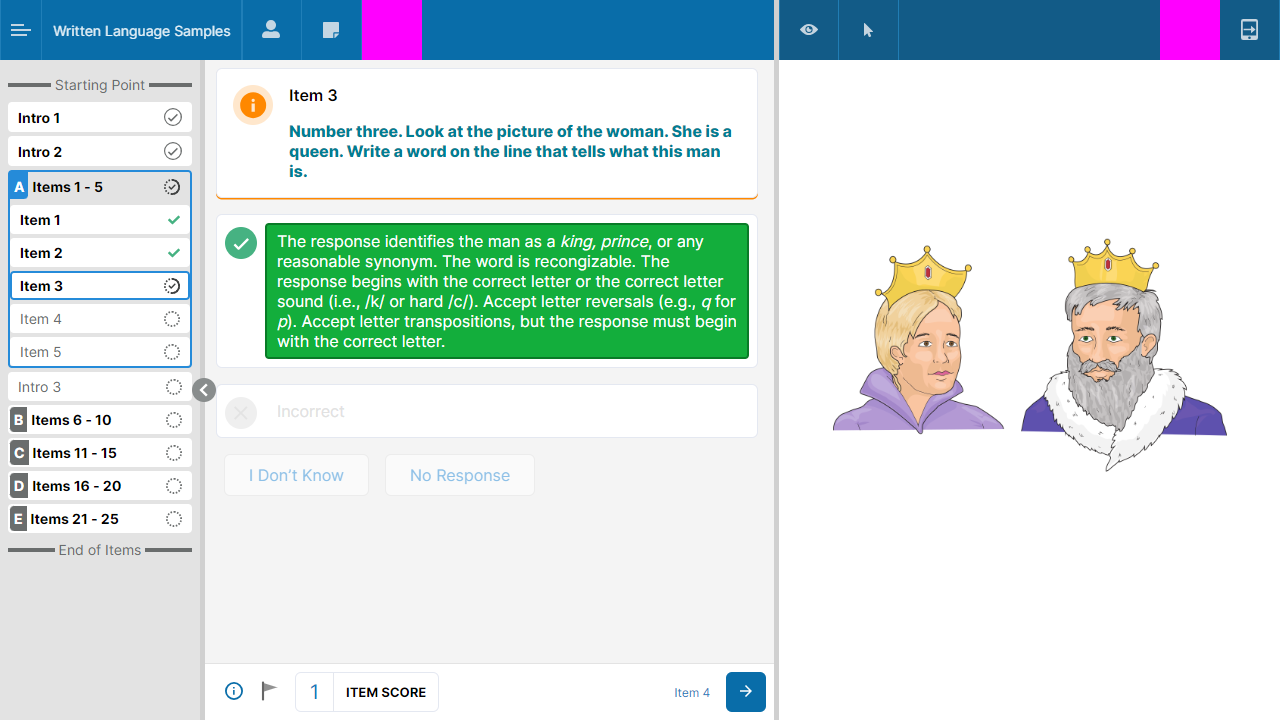 Written Language Samples
Starting Point
Intro 1
Intro 2
A Items 1 - 5
Item 1
Item 2
Item 3
Item 4
Item 5
Intro 3
B Items 6 - 10
C Items 11 - 15
D Items 16 - 20
E Items 21 - 25
End of Items
Item 3
Number three. Look at the picture of the woman. She is a
queen. Write a word on the line that tells what this man
is.
The response identifies the man as a king, prince, or any
reasonable synonym. The word is recongizable. The
response begins with the correct letter or the correct letter
sound (i.e., /k/ or hard /c/). Accept letter reversals (e.g., q for
p). Accept letter transpositions, but the response must begin
with the correct letter.
Incorrect
I Don’t Know
No Response
1 ITEM SCORE
Item 4